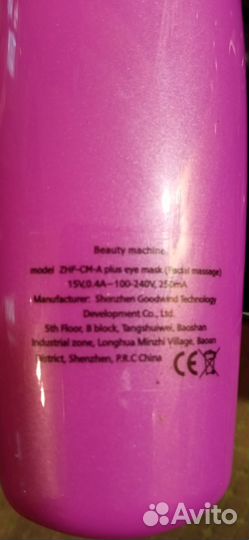 Beauty machine
model ZHF-CM-A plus eye mask (Facial massage)
15V,0.4A~100-240V, 250mA
Manufacturer: Shenzhen Goodwind Technology
Development Co., Ltd.
5th Floor, B block, Tangshuiwei, Baoshan
Industrial zone, Longhua Minzhi Village, Baoan
District, Shenzhen, P.R.C China
CE
Avito